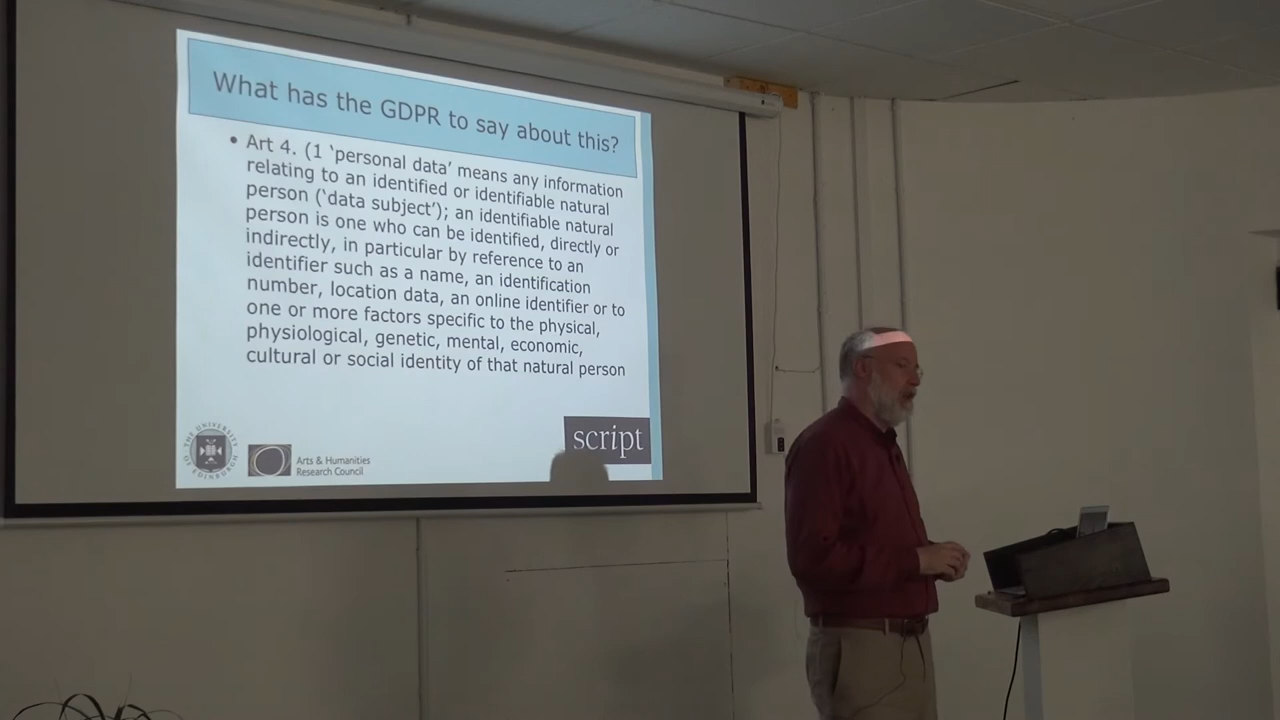 What has the GDPR to say about this?
• Art 4. (1 ‘personal data’ means any information
relating to an identified or identifiable natural
person (‘data subject’); an identifiable natural
person is one who can be identified, directly or
indirectly, in particular by reference to an
identifier such as a name, an identification
number, location data, an online identifier or to
one or more factors specific to the physical,
physiological, genetic, mental, economic,
cultural or social identity of that natural person
THE UNIVERSITY
OF EDINBURGH
Arts & Humanities
Research Council
script